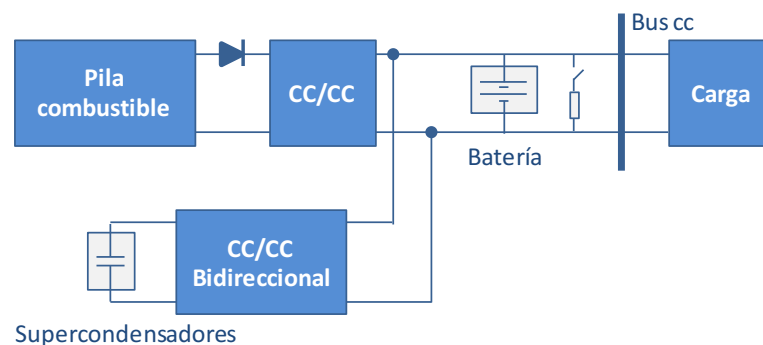 Bus cc
Pila
combustible
CC/CC
Carga
Batería
CC/CC
Bidireccional
Supercondensadores